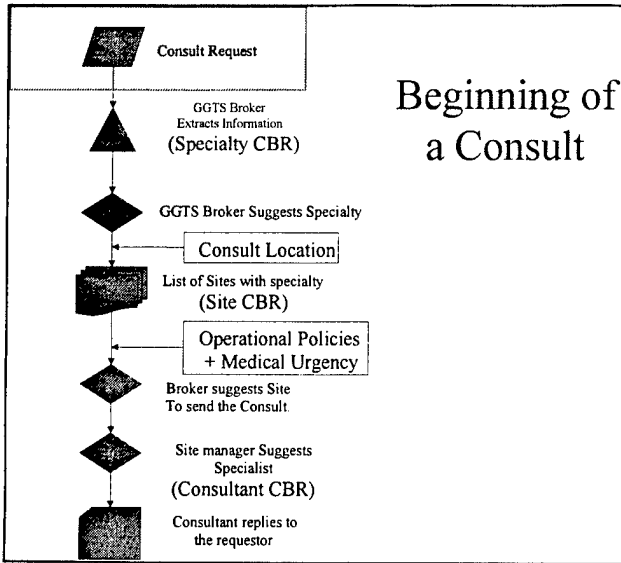 Consult Request
Beginning of
a Consult
GGTS Broker
Extracts Information
(Specialty CBR)
GGTS Broker Suggests Specialty
Consult Location
List of Sites with specialty
(Site CBR)
Operational Policies
+ Medical Urgency
Broker suggests Site
To send the Consult.
Site manager Suggests
Specialist
(Consultant CBR)
Consultant replies to
the requestor